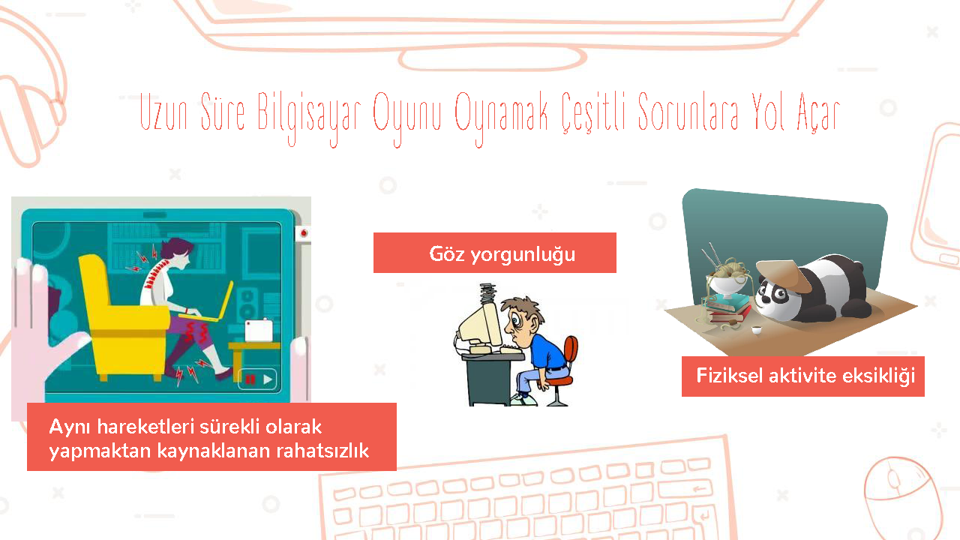 Uzun Süre Bilgisayar Oyunu Oynamak Çeşitli Sorunlara Yol Açar
Göz yorgunluğu
Fiziksel aktivite eksikliği
Aynı hareketleri sürekli olarak
yapmaktan kaynaklanan rahatsızlık